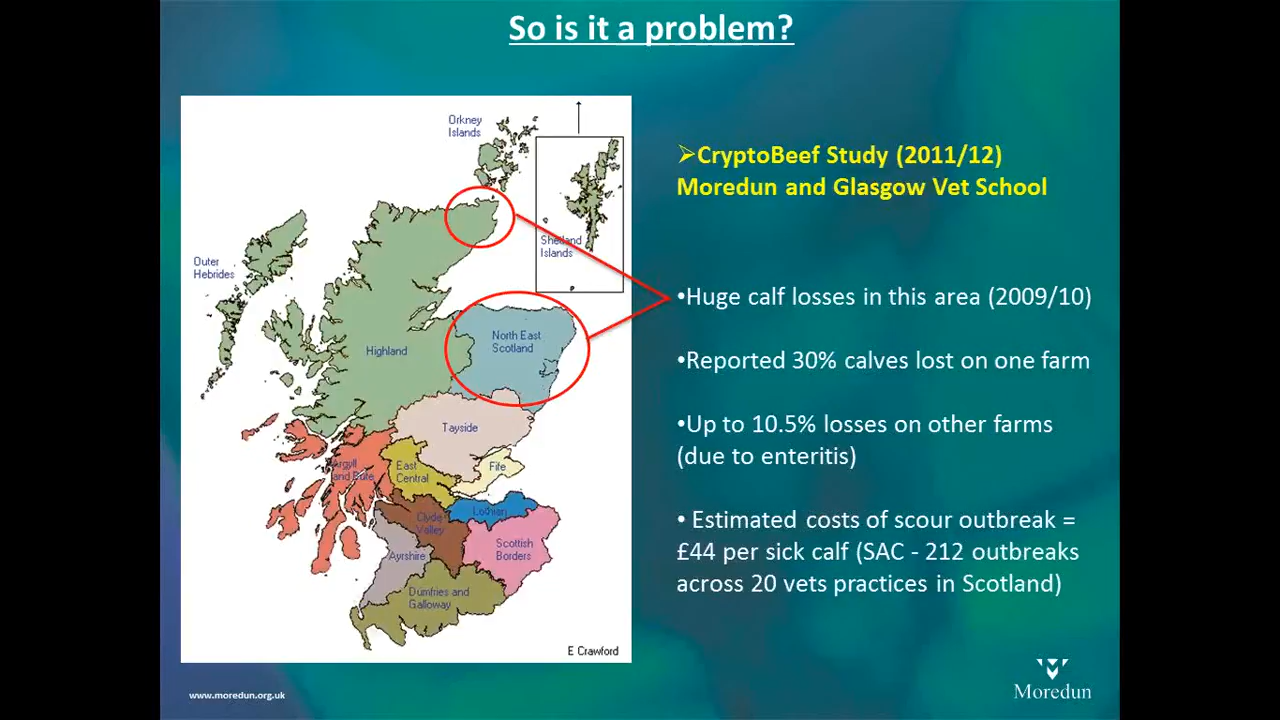 So is it a problem?
Orkney
Islands
Shetland
Islands
Outer
Hebrides
Highland
North East
Scotland
Tayside
Argyll
and Bute
East
Central
Fife
Clyde
Valley
Lothian
Ayrshire
Scottish
Borders
Dumfries and
Galloway
E Crawford
➢CryptoBeef Study (2011/12)
Moredun and Glasgow Vet School
•Huge calf losses in this area (2009/10)
•Reported 30% calves lost on one farm
•Up to 10.5% losses on other farms
(due to enteritis)
• Estimated costs of scour outbreak =
£44 per sick calf (SAC - 212 outbreaks
across 20 vets practices in Scotland)
www.moredun.org.uk
Moredun